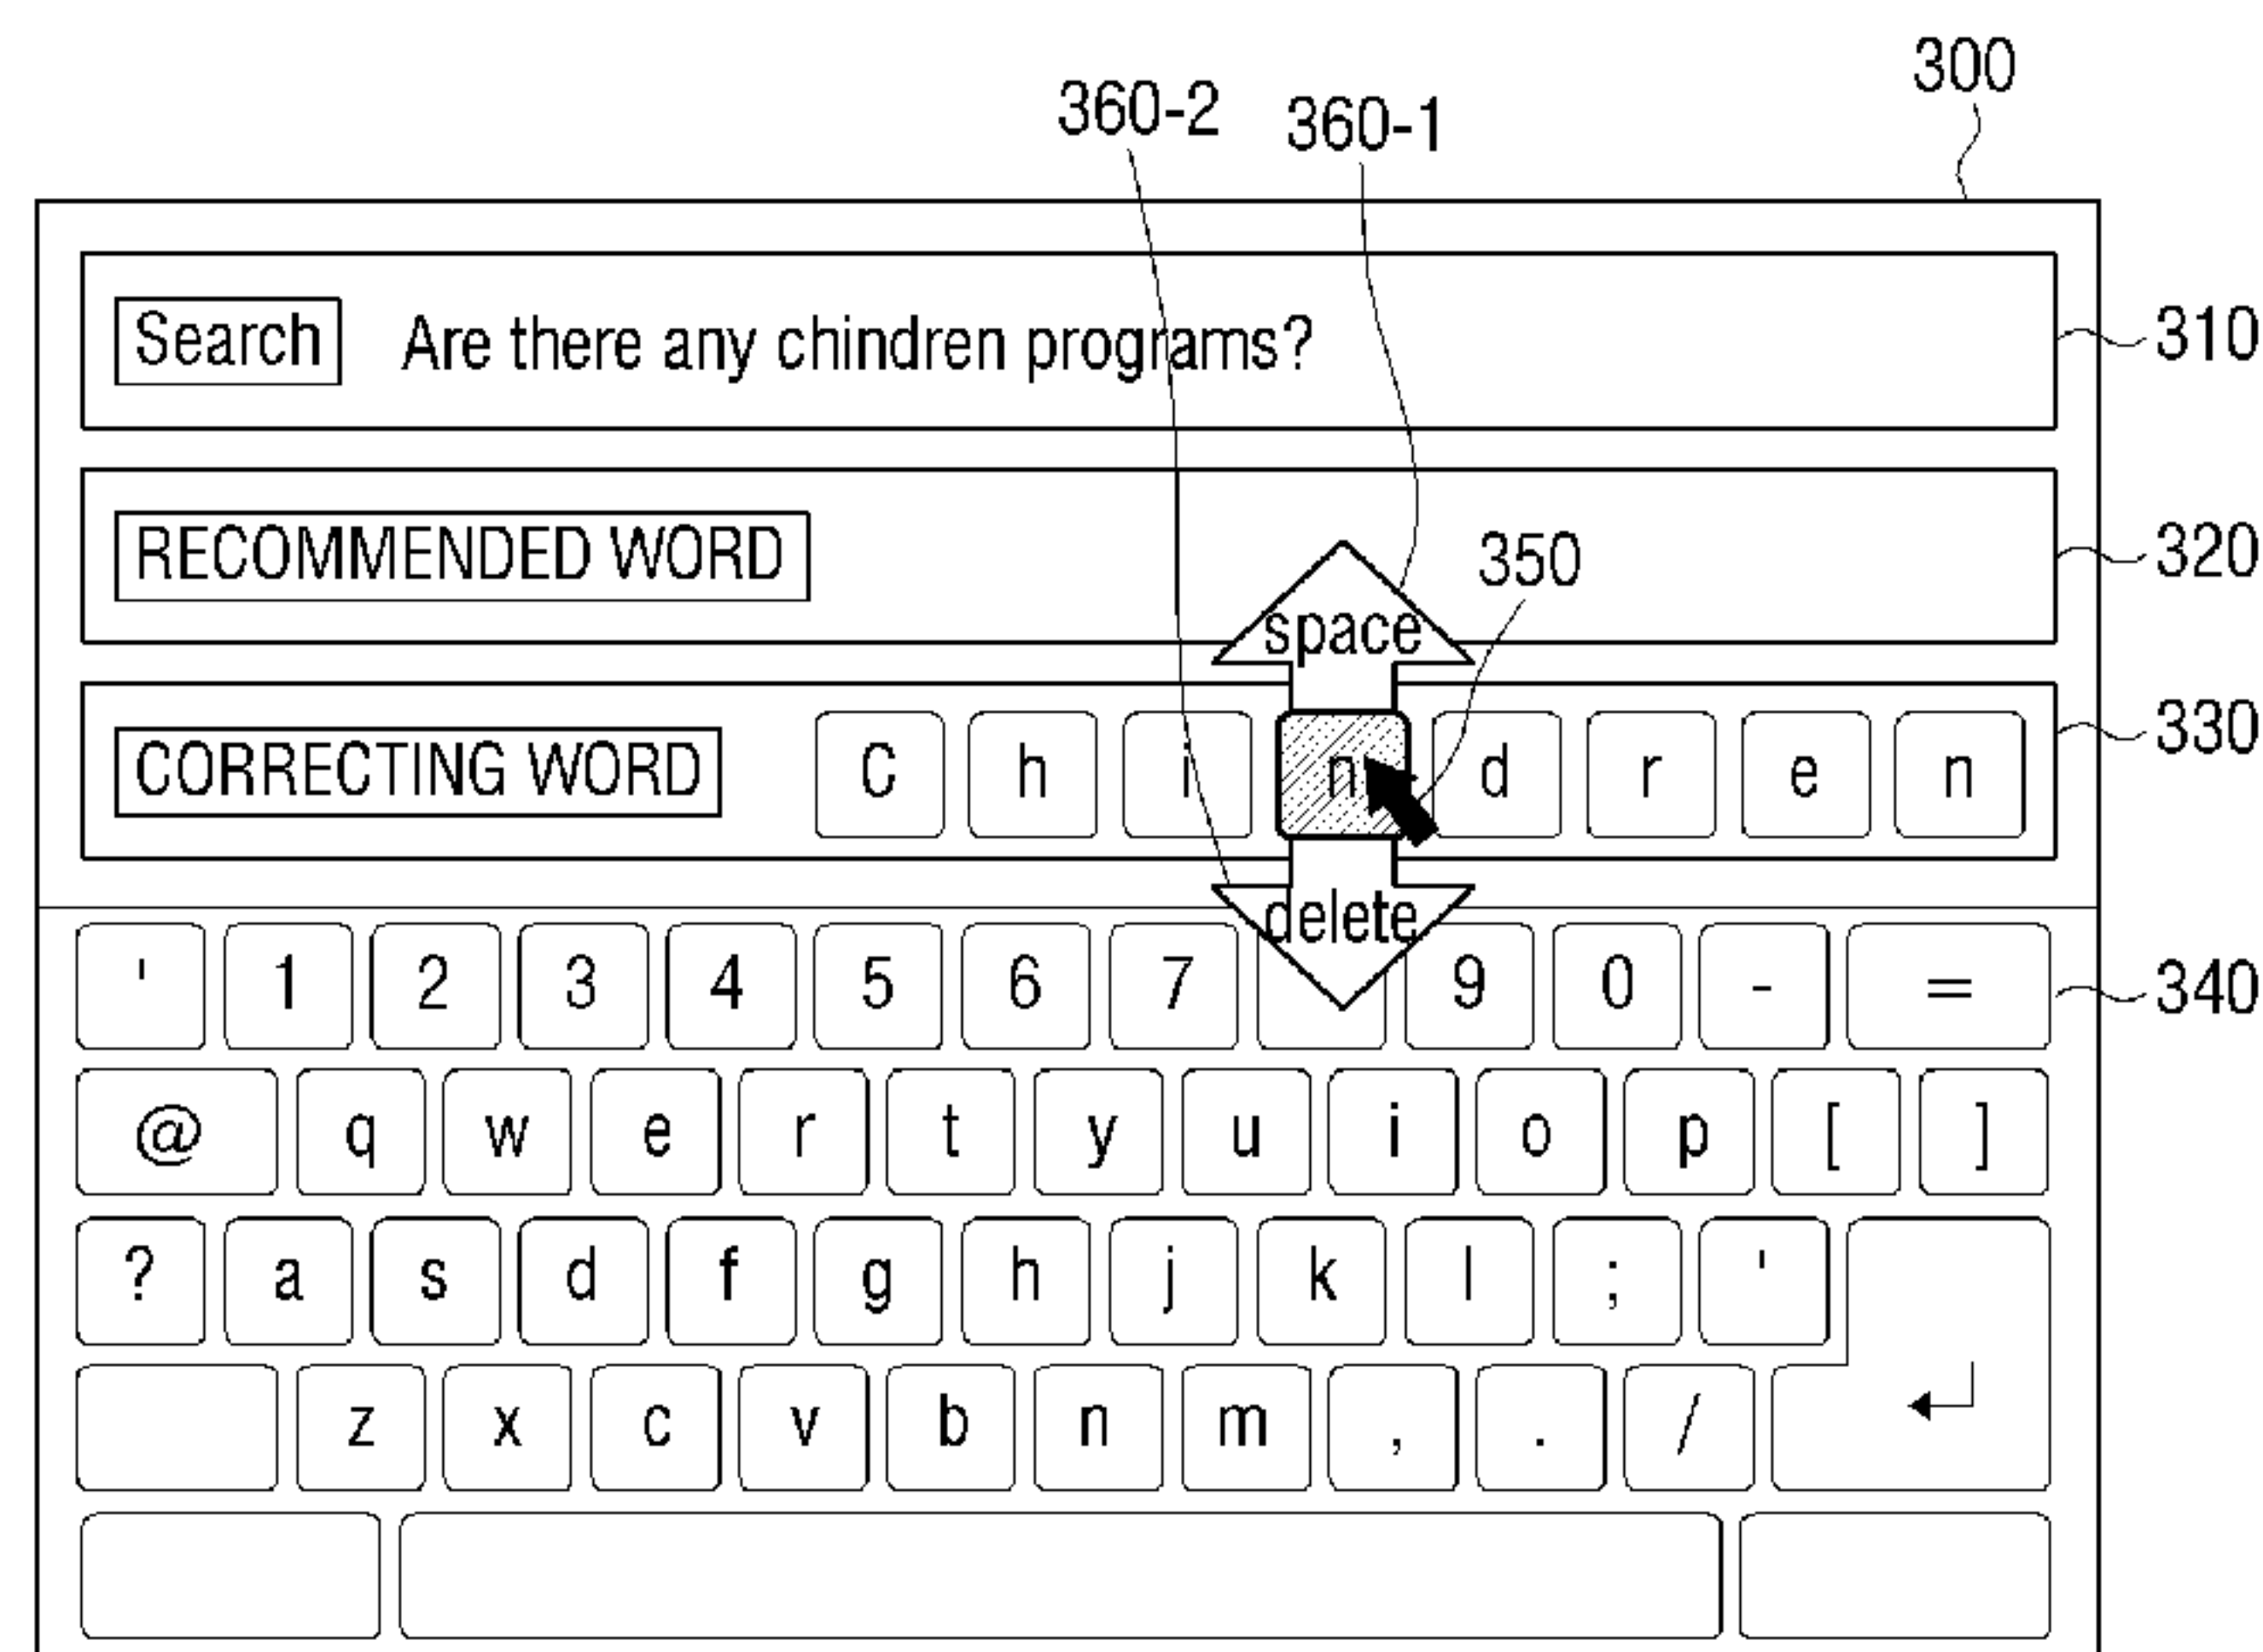 300
360-2 360-1
Search Are there any chindren programs? 310
RECOMMENDED WORD 320
space 350
CORRECTING WORD C h i n d r e n 330
delete
' 1 2 3 4 5 6 7 9 0 - = 340
@ q w e r t y u i o p [ ]
? a s d f g h j k l ; '
z x c v b n m , . /